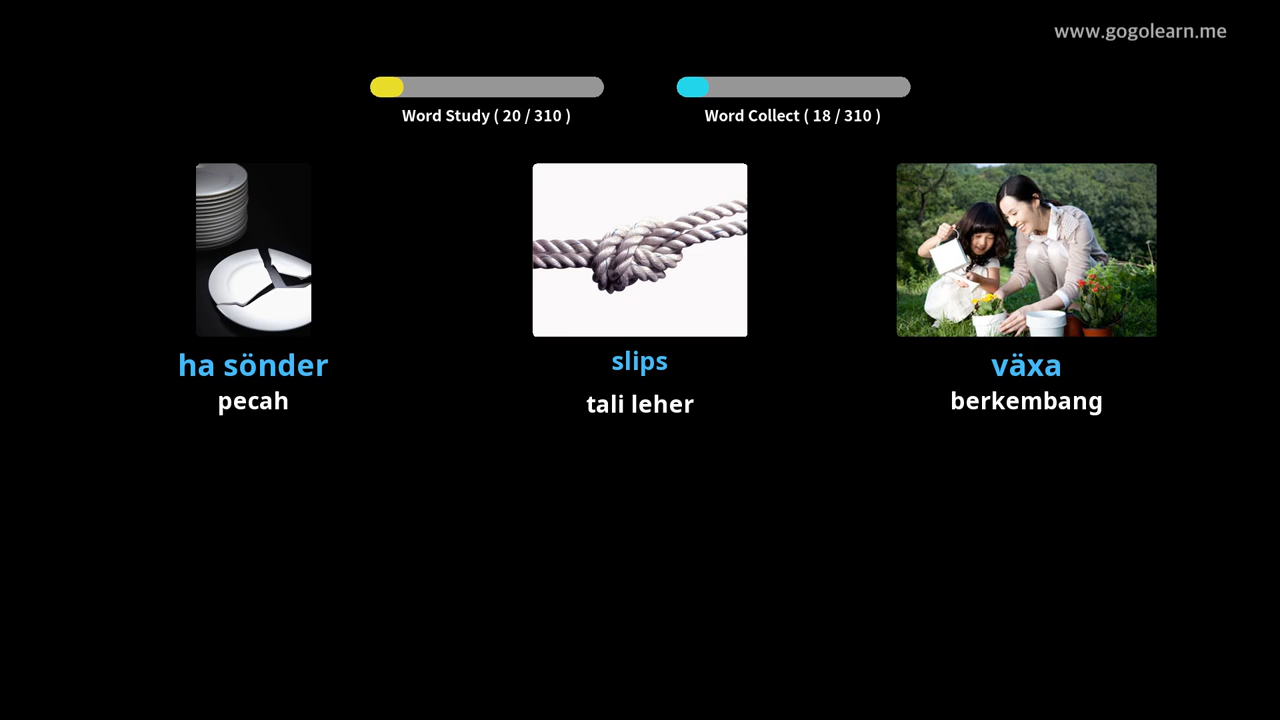 www.gogolearn.me
Word Study ( 20 / 310 )
Word Collect ( 18 / 310 )
ha sönder
pecah
slips
tali leher
växa
berkembang